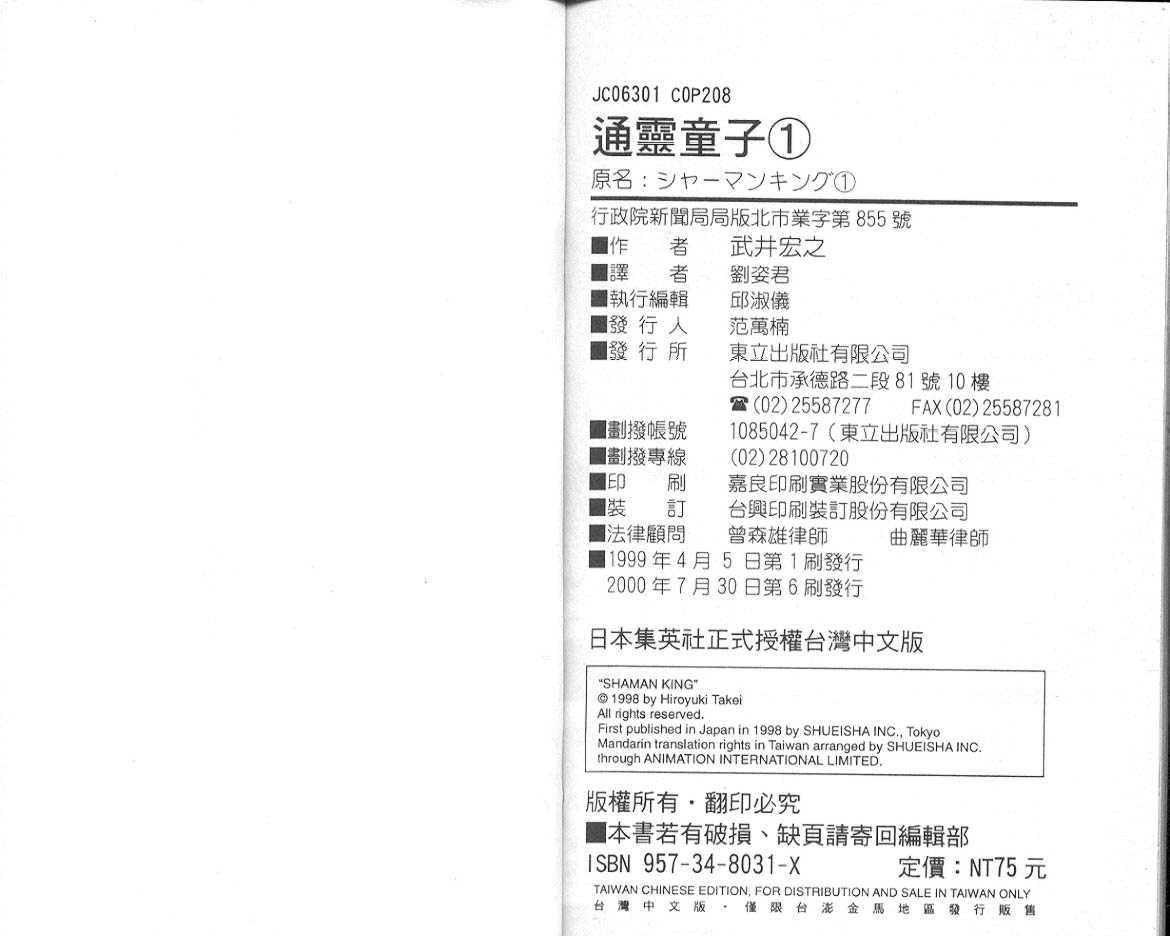 JC06301 COP208
通靈童子①
原名：シャーマンキング①
行政院新聞局局版北市業字第 855 號
■作　者　武井宏之
■譯　者　劉姿君
■執行編輯　邱淑儀
■發 行 人　范萬楠
■發 行 所　東立出版社有限公司
台北市承德路二段 81 號 10 樓
☎(02)25587277　FAX(02)25587281
■劃撥帳號　1085042-7（東立出版社有限公司）
■劃撥專線　(02)28100720
■印　刷　嘉良印刷實業股份有限公司
■裝　訂　台興印刷裝訂股份有限公司
■法律顧問　曾森雄律師　曲麗華律師
■1999 年 4 月 5 日第 1 刷發行
2000 年 7 月 30 日第 6 刷發行
日本集英社正式授權台灣中文版
“SHAMAN KING”
© 1998 by Hiroyuki Takei
All rights reserved.
First published in Japan in 1998 by SHUEISHA INC., Tokyo
Mandarin translation rights in Taiwan arranged by SHUEISHA INC.
through ANIMATION INTERNATIONAL LIMITED.
版權所有・翻印必究
■本書若有破損、缺頁請寄回編輯部
ISBN 957-34-8031-X　定價：NT75 元
TAIWAN CHINESE EDITION, FOR DISTRIBUTION AND SALE IN TAIWAN ONLY
台灣中文版・僅限台澎金馬地區發行販售